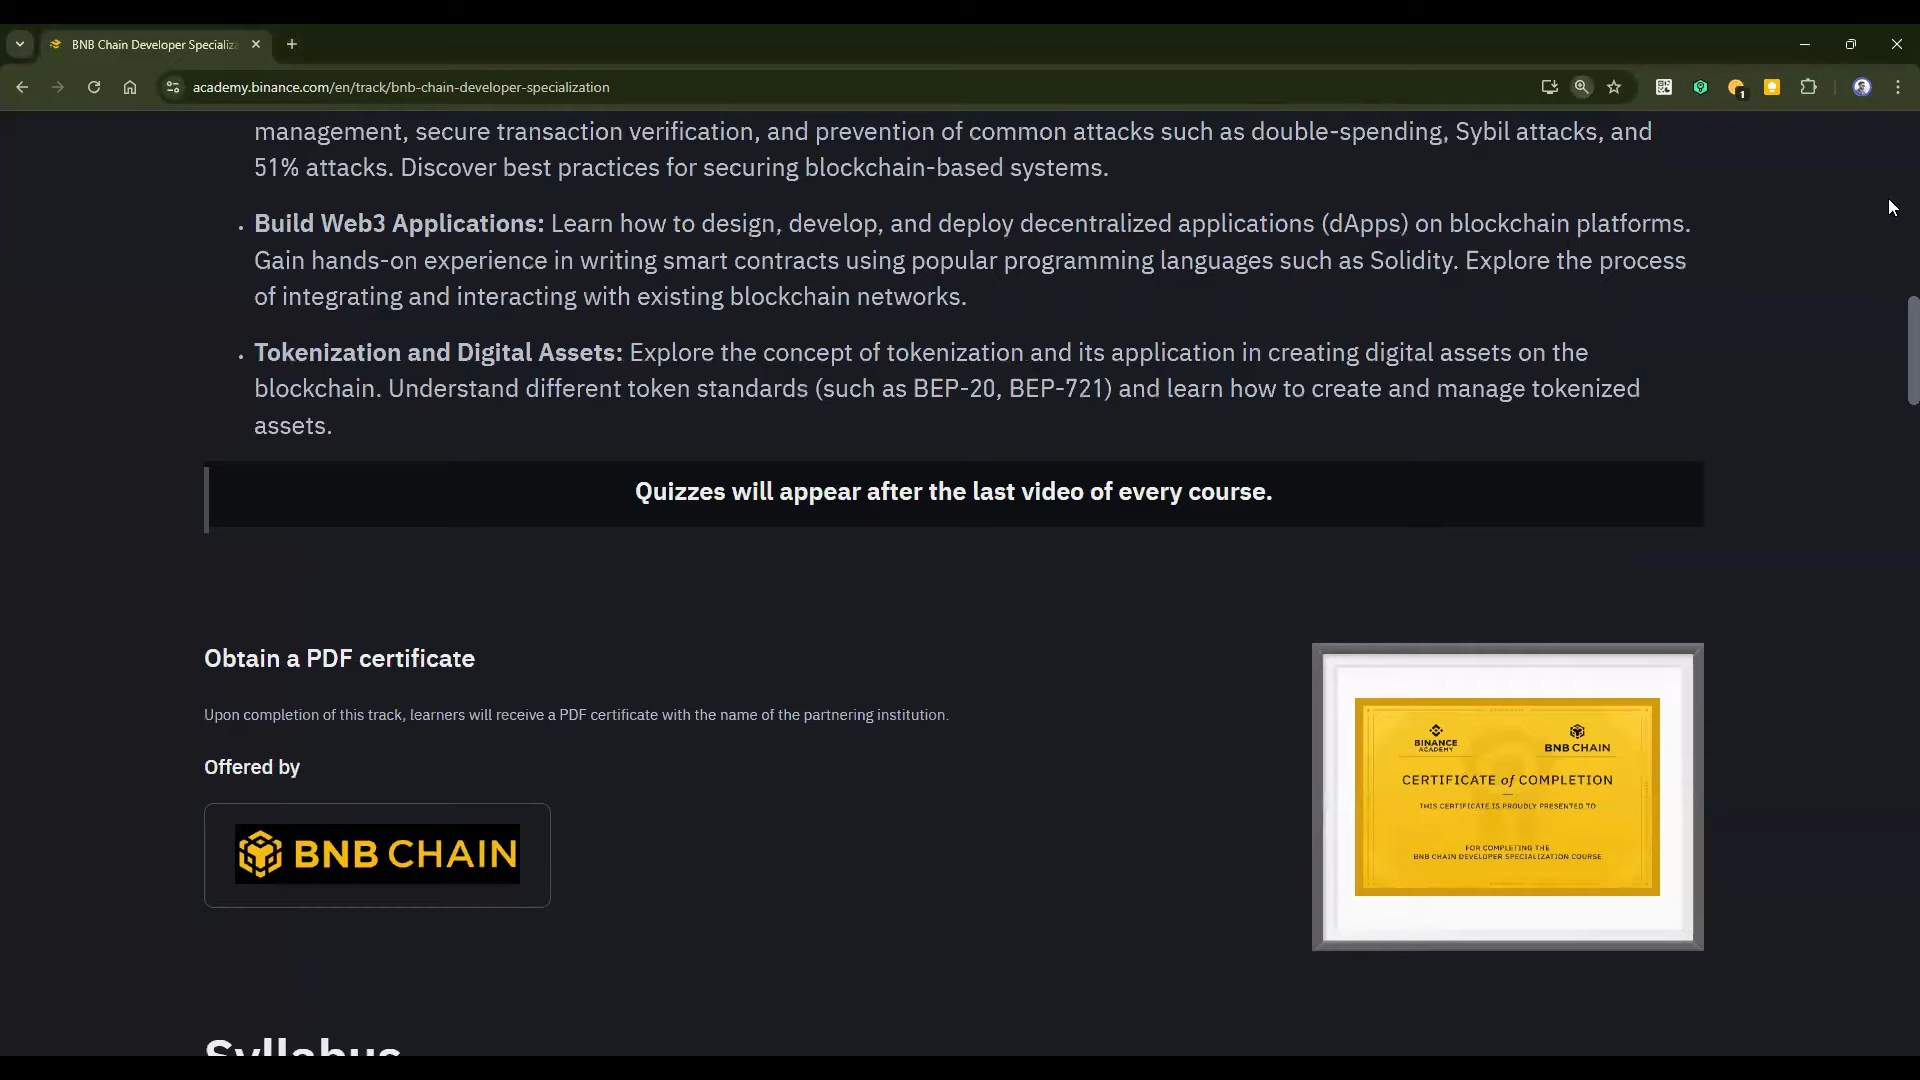 BNB Chain Developer Specializ
academy.binance.com/en/track/bnb-chain-developer-specialization
1
management, secure transaction verification, and prevention of common attacks such as double-spending, Sybil attacks, and
51% attacks. Discover best practices for securing blockchain-based systems.
• Build Web3 Applications: Learn how to design, develop, and deploy decentralized applications (dApps) on blockchain platforms.
Gain hands-on experience in writing smart contracts using popular programming languages such as Solidity. Explore the process
of integrating and interacting with existing blockchain networks.
• Tokenization and Digital Assets: Explore the concept of tokenization and its application in creating digital assets on the
blockchain. Understand different token standards (such as BEP-20, BEP-721) and learn how to create and manage tokenized
assets.
Quizzes will appear after the last video of every course.
Obtain a PDF certificate
Upon completion of this track, learners will receive a PDF certificate with the name of the partnering institution.
Offered by
BNB CHAIN
BINANCE
ACADEMY
BNB CHAIN
CERTIFICATE of COMPLETION
THIS CERTIFICATE IS PROUDLY PRESENTED TO
FOR COMPLETING THE
BNB CHAIN DEVELOPER SPECIALIZATION COURSE
Syllabus